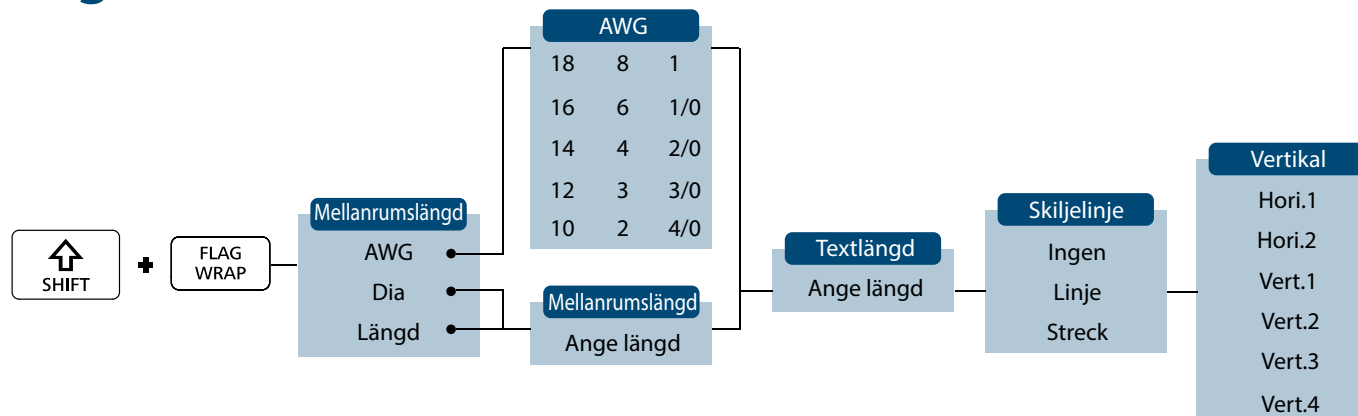 SHIFT
FLAG
WRAP
Mellanrumslängd
AWG
Dia
Längd
AWG
18 8 1
16 6 1/0
14 4 2/0
12 3 3/0
10 2 4/0
Mellanrumslängd
Ange längd
Textlängd
Ange längd
Skiljelinje
Ingen
Linje
Streck
Vertikal
Hori.1
Hori.2
Vert.1
Vert.2
Vert.3
Vert.4